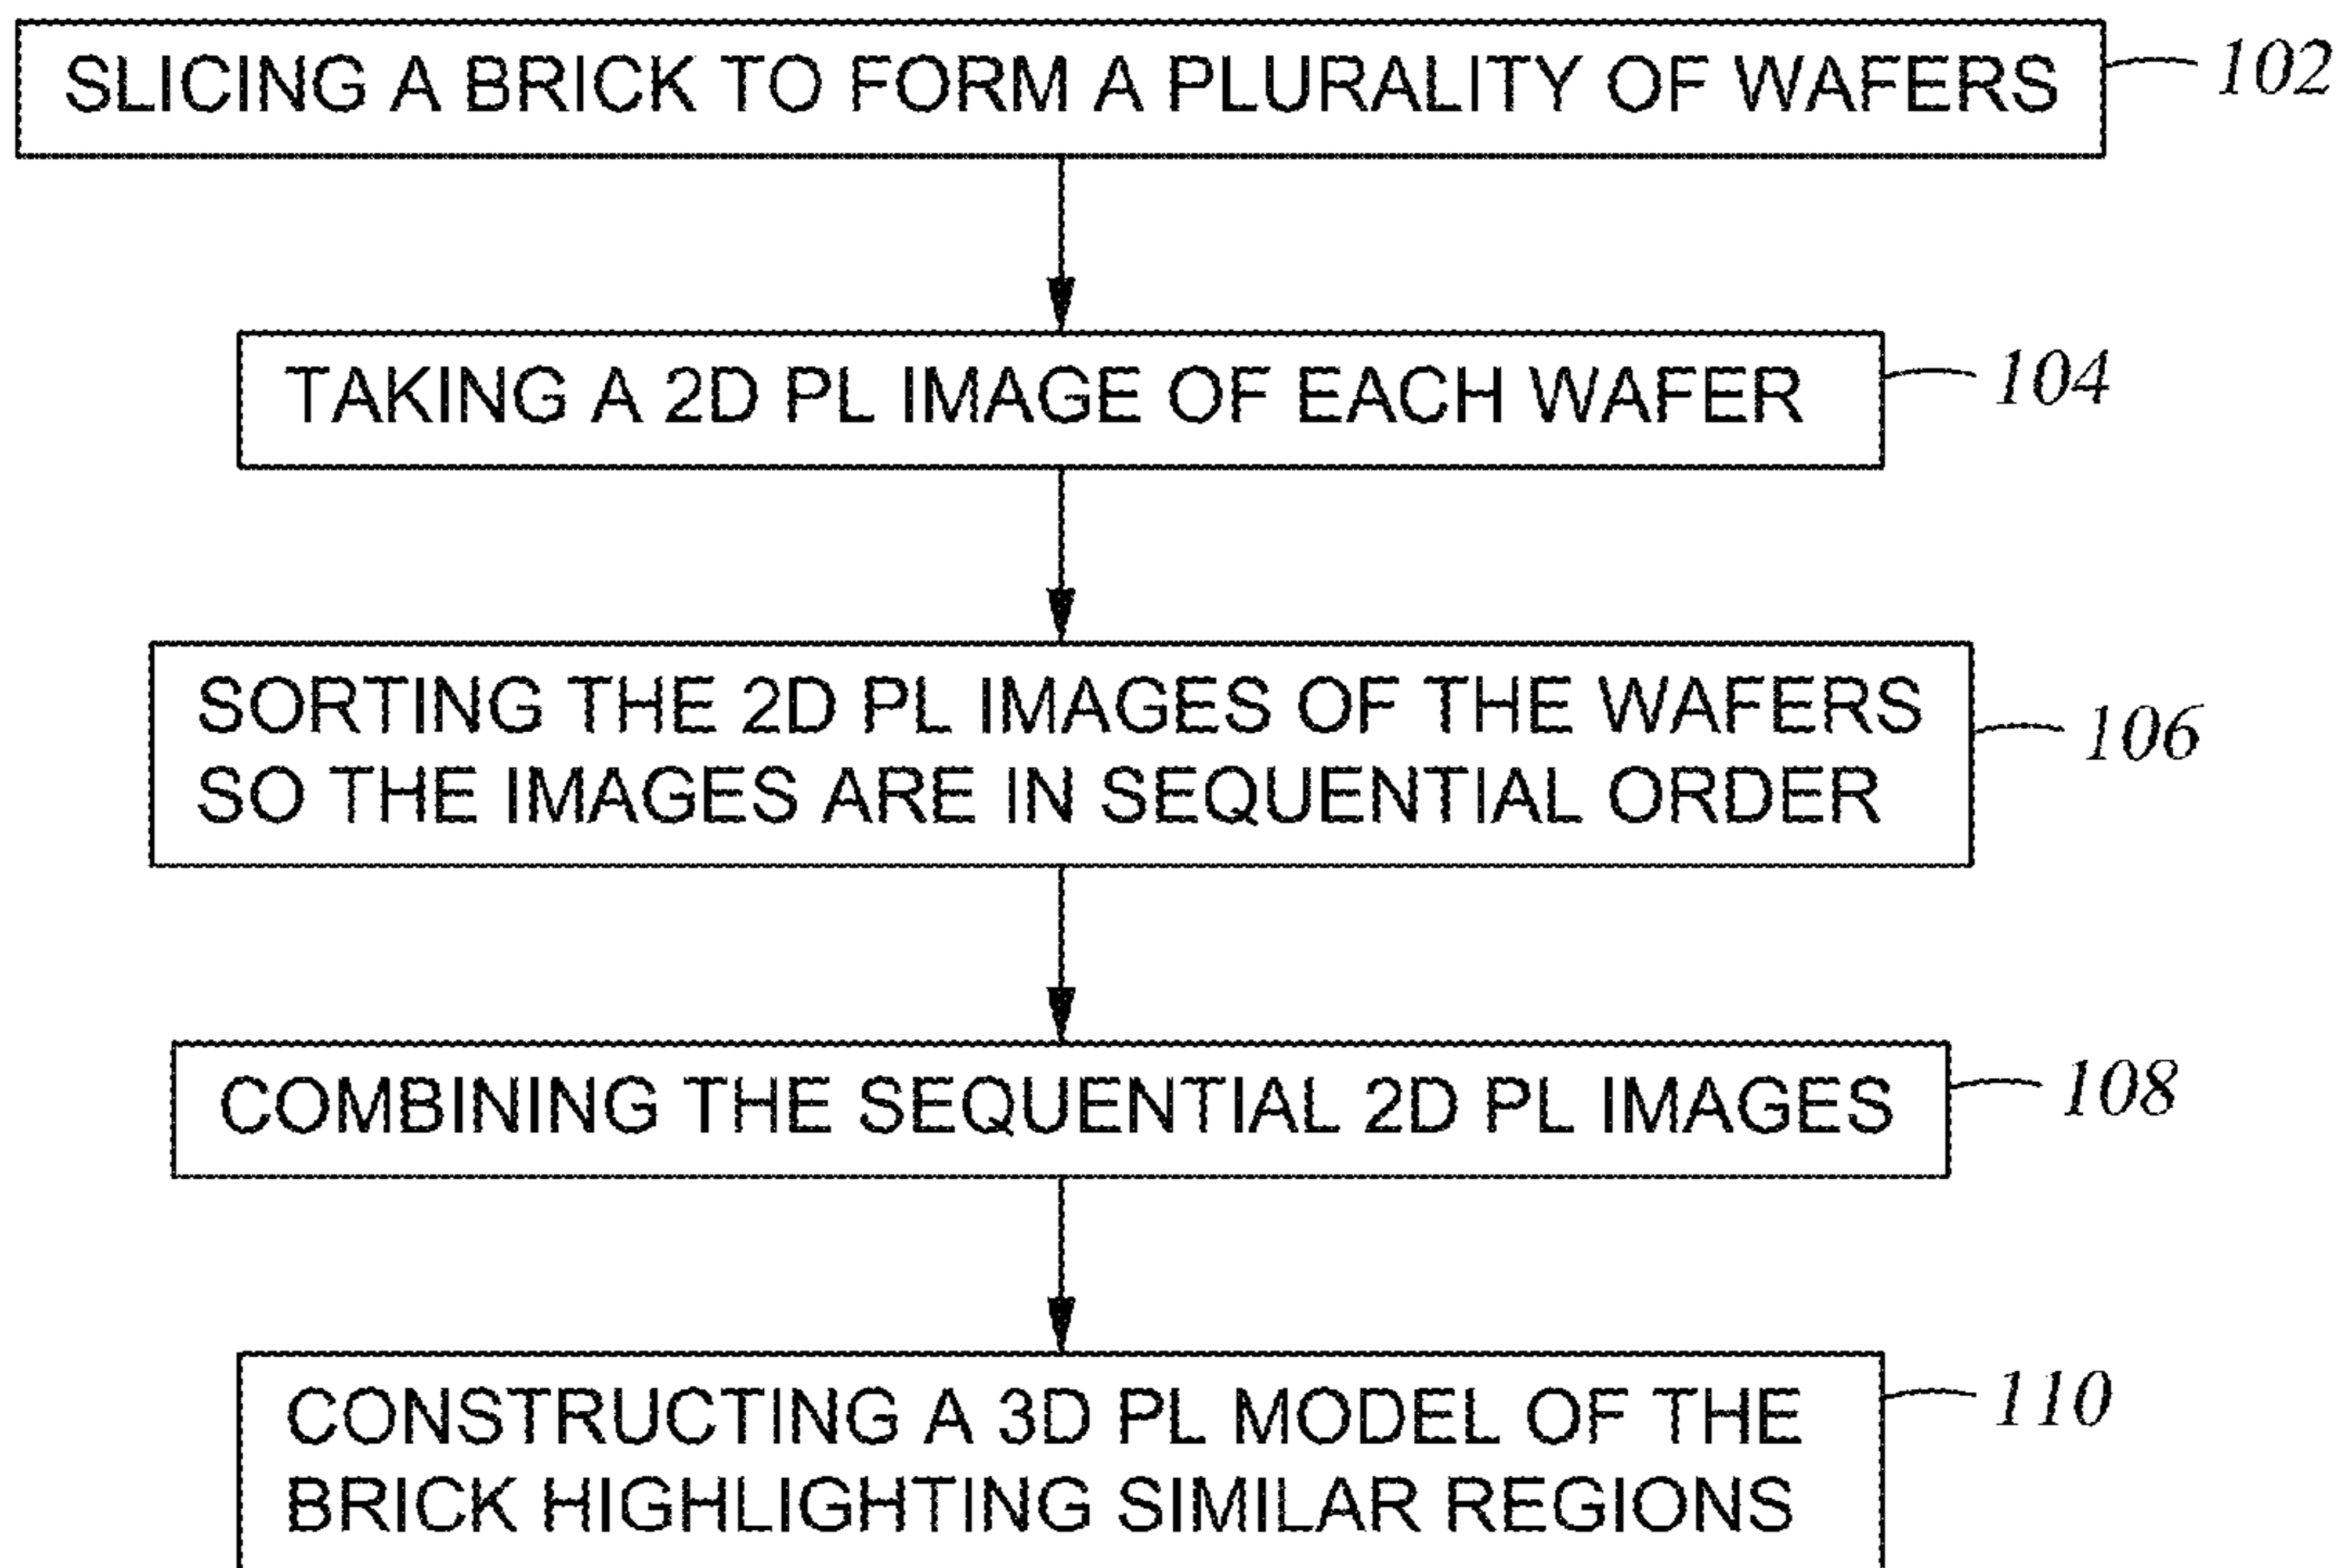 SLICING A BRICK TO FORM A PLURALITY OF WAFERS
102
TAKING A 2D PL IMAGE OF EACH WAFER
104
SORTING THE 2D PL IMAGES OF THE WAFERS
SO THE IMAGES ARE IN SEQUENTIAL ORDER
106
COMBINING THE SEQUENTIAL 2D PL IMAGES
108
CONSTRUCTING A 3D PL MODEL OF THE
BRICK HIGHLIGHTING SIMILAR REGIONS
110